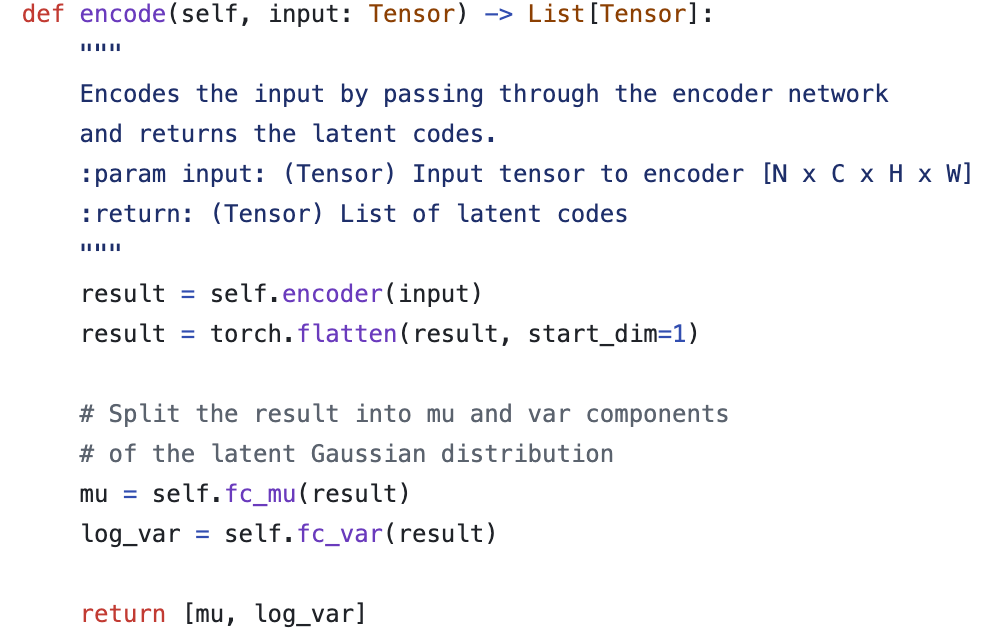 def encode(self, input: Tensor) -> List[Tensor]:
    """
    Encodes the input by passing through the encoder network
    and returns the latent codes.
    :param input: (Tensor) Input tensor to encoder [N x C x H x W]
    :return: (Tensor) List of latent codes
    """
    result = self.encoder(input)
    result = torch.flatten(result, start_dim=1)

    # Split the result into mu and var components
    # of the latent Gaussian distribution
    mu = self.fc_mu(result)
    log_var = self.fc_var(result)

    return [mu, log_var]